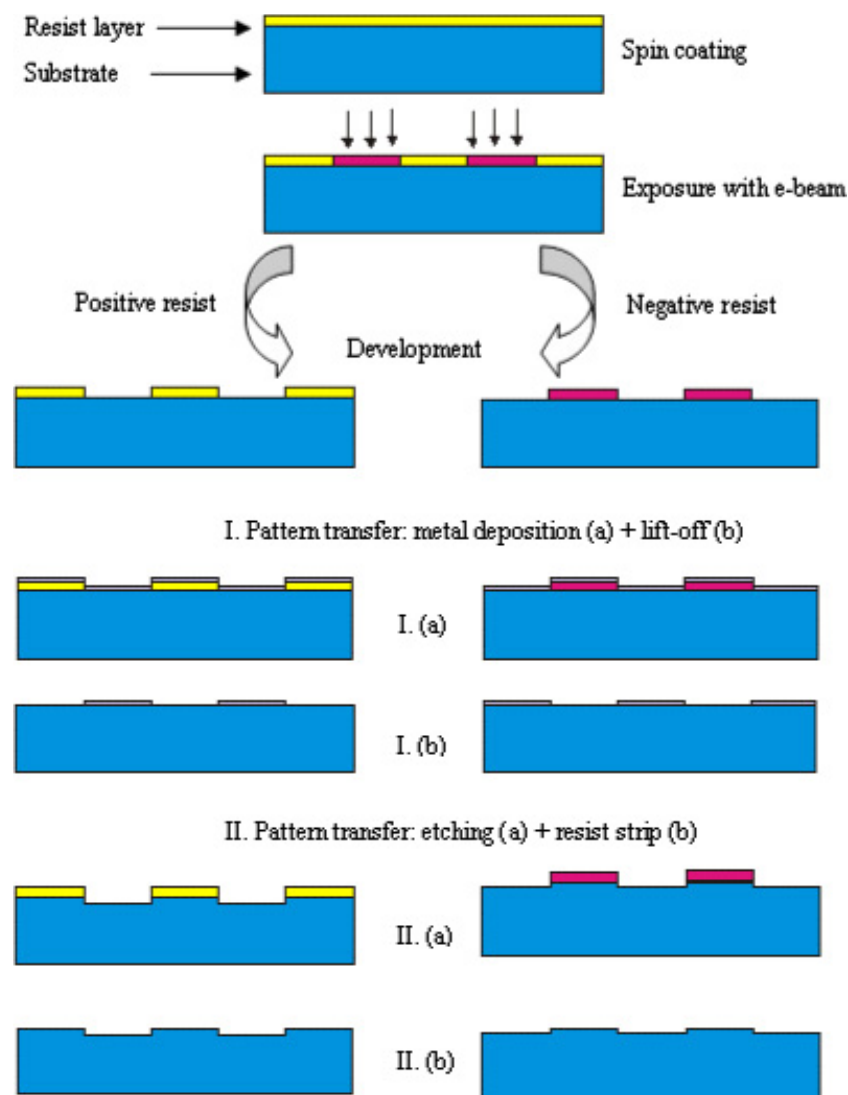 Resist layer
Substrate
Spin coating
Exposure with e-beam
Positive resist
Negative resist
Development
I. Pattern transfer: metal deposition (a) + lift-off (b)
I. (a)
I. (b)
II. Pattern transfer: etching (a) + resist strip (b)
II. (a)
II. (b)